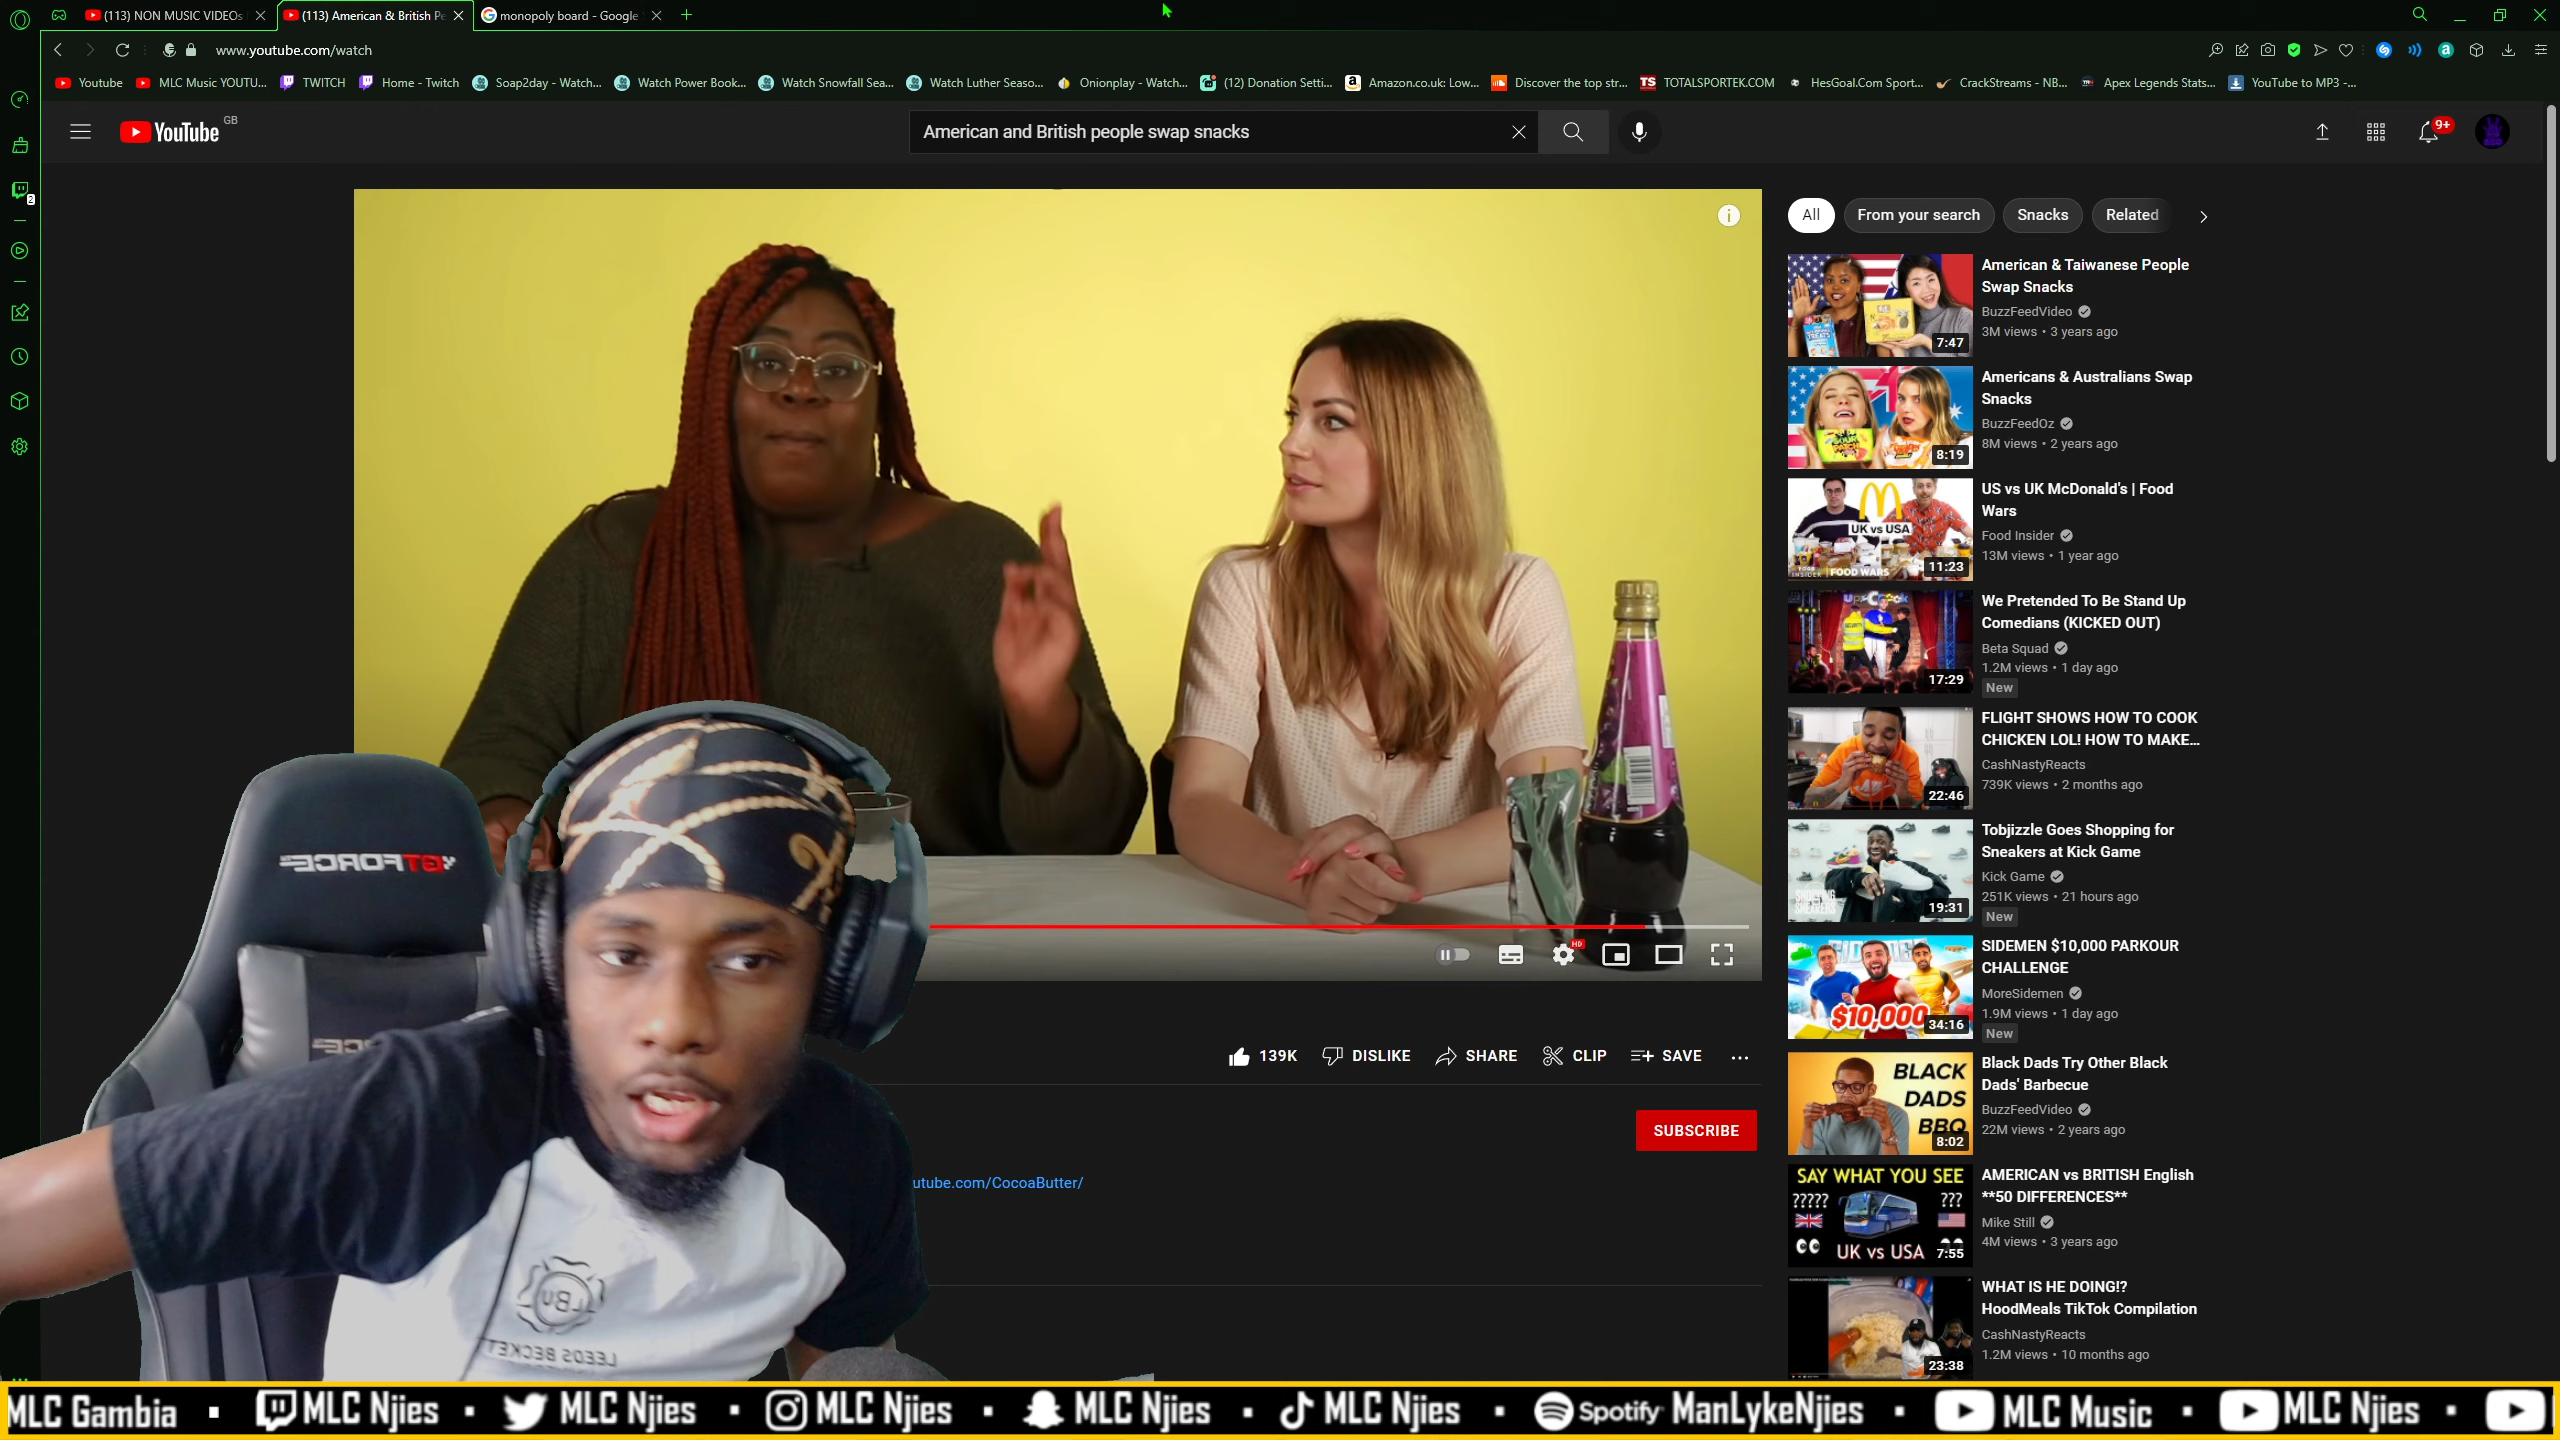 (113) NON MUSIC VIDEOs
(113) American & British Pe
monopoly board - Google
www.youtube.com/watch
Youtube
MLC Music YOUTU...
TWITCH
Home - Twitch
Soap2day - Watch...
Watch Power Book...
Watch Snowfall Sea...
Watch Luther Seaso...
Onionplay - Watch...
(12) Donation Setti...
Amazon.co.uk: Low...
Discover the top str...
TOTALSPORTEK.COM
HesGoal.Com Sport...
CrackStreams - NB...
Apex Legends Stats...
YouTube to MP3 -...
YouTube GB
American and British people swap snacks
9+
2
All
From your search
Snacks
Related
American & Taiwanese People
Swap Snacks
BuzzFeedVideo
3M views • 3 years ago
7:47
Americans & Australians Swap
Snacks
BuzzFeedOz
8M views • 2 years ago
8:19
US vs UK McDonald's | Food
Wars
Food Insider
13M views • 1 year ago
UK vs USA
FOOD WARS
11:23
We Pretended To Be Stand Up
Comedians (KICKED OUT)
Beta Squad
1.2M views • 1 day ago
New
17:29
FLIGHT SHOWS HOW TO COOK
CHICKEN LOL! HOW TO MAKE...
CashNastyReacts
739K views • 2 months ago
22:46
Tobjizzle Goes Shopping for
Sneakers at Kick Game
Kick Game
251K views • 21 hours ago
New
19:31
SIDEMEN $10,000 PARKOUR
CHALLENGE
MoreSidemen
1.9M views • 1 day ago
New
$10,000
34:16
Black Dads Try Other Black
Dads' Barbecue
BuzzFeedVideo
22M views • 2 years ago
BLACK
DADS
BBQ
8:02
AMERICAN vs BRITISH English
**50 DIFFERENCES**
Mike Still
4M views • 3 years ago
SAY WHAT YOU SEE
????? ???
UK vs USA
7:55
WHAT IS HE DOING!?
HoodMeals TikTok Compilation
CashNastyReacts
1.2M views • 10 months ago
23:38
HD
139K
DISLIKE
SHARE
CLIP
SAVE
SUBSCRIBE
utube.com/CocoaButter/
GTFORCE
LBU
LEEDS BECKET
MLC Gambia
MLC Njies
MLC Njies
MLC Njies
MLC Njies
MLC Njies
Spotify ManLykeNjies
MLC Music
MLC Njies